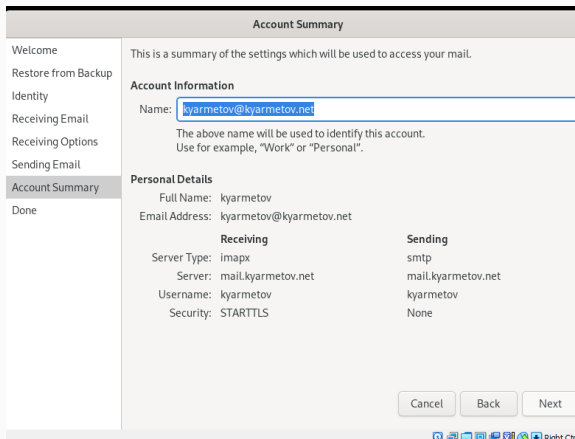 Account Summary
Welcome
Restore from Backup
Identity
Receiving Email
Receiving Options
Sending Email
Account Summary
Done
This is a summary of the settings which will be used to access your mail.
Account Information
Name: kyarmetov@kyarmetov.net
The above name will be used to identify this account.
Use for example, “Work” or “Personal”.
Personal Details
Full Name: kyarmetov
Email Address: kyarmetov@kyarmetov.net
Receiving Sending
Server Type: imapx smtp
Server: mail.kyarmetov.net mail.kyarmetov.net
Username: kyarmetov kyarmetov
Security: STARTTLS None
Cancel Back Next
Right